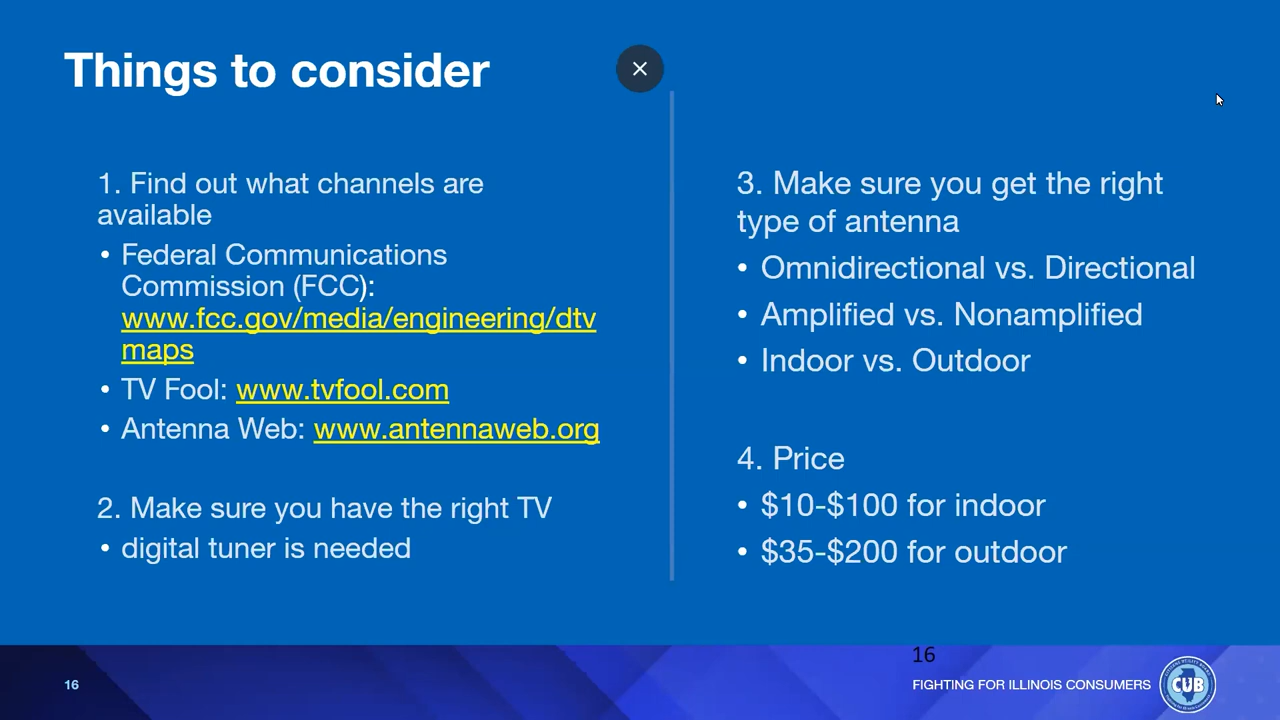 Things to consider
1. Find out what channels are
available
• Federal Communications
Commission (FCC):
www.fcc.gov/media/engineering/dtv
maps
• TV Fool: www.tvfool.com
• Antenna Web: www.antennaweb.org
2. Make sure you have the right TV
• digital tuner is needed
3. Make sure you get the right
type of antenna
• Omnidirectional vs. Directional
• Amplified vs. Nonamplified
• Indoor vs. Outdoor
4. Price
• $10-$100 for indoor
• $35-$200 for outdoor
16
16
FIGHTING FOR ILLINOIS CONSUMERS
CUB